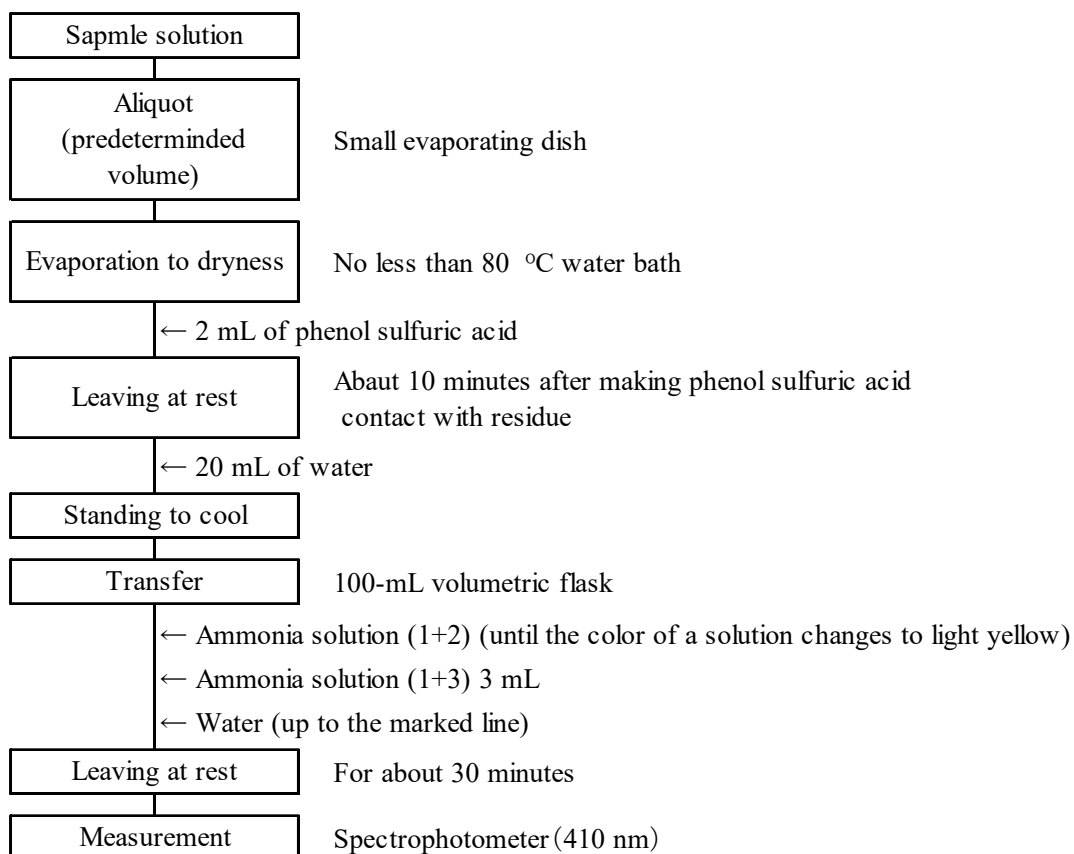 Sapmle solution
Aliquot
(predeterminded
volume)
Small evaporating dish
Evaporation to dryness
No less than 80 °C water bath
← 2 mL of phenol sulfuric acid
Leaving at rest
Abaut 10 minutes after making phenol sulfuric acid
contact with residue
← 20 mL of water
Standing to cool
Transfer
100-mL volumetric flask
← Ammonia solution (1+2) (until the color of a solution changes to light yellow)
← Ammonia solution (1+3) 3 mL
← Water (up to the marked line)
Leaving at rest
For about 30 minutes
Measurement
Spectrophotometer(410 nm)